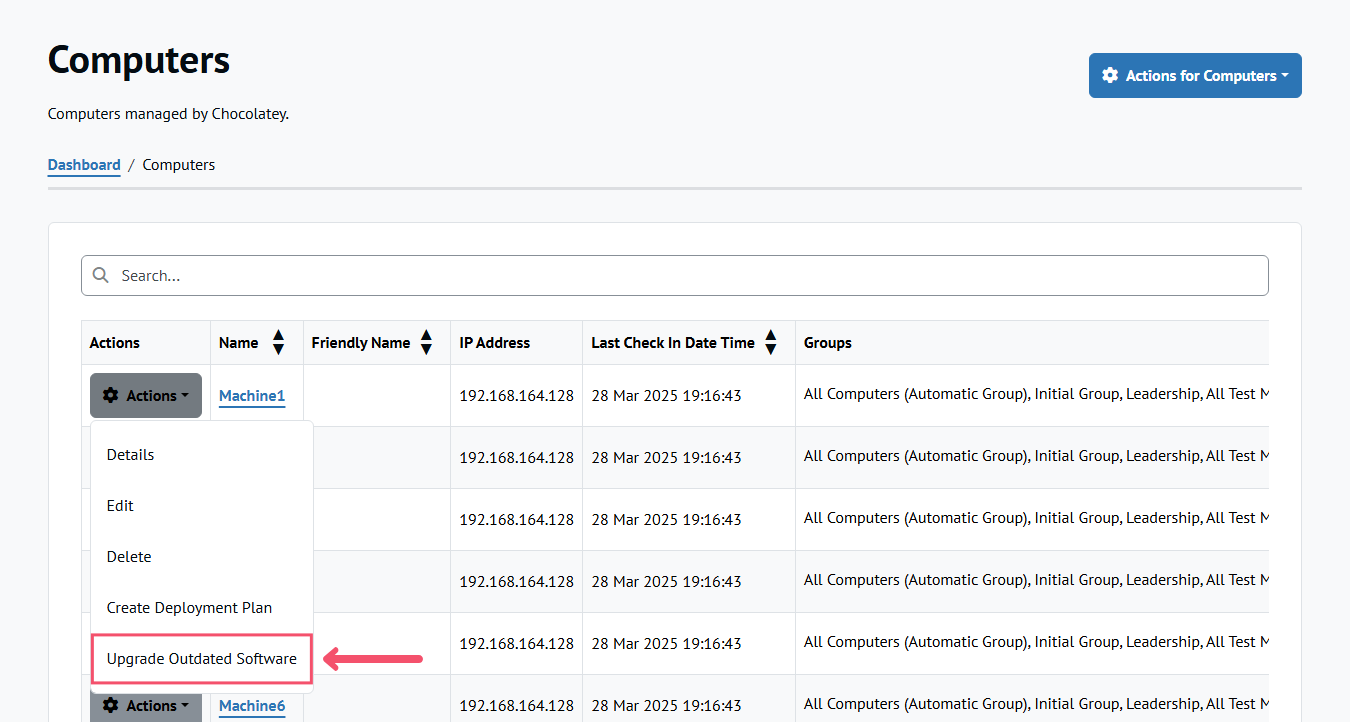 Computers
Actions for Computers
Computers managed by Chocolatey.
Dashboard / Computers
Search...
Actions Name Friendly Name IP Address Last Check In Date Time Groups
Actions Machine1 192.168.164.128 28 Mar 2025 19:16:43 All Computers (Automatic Group), Initial Group, Leadership, All Test
Details
192.168.164.128 28 Mar 2025 19:16:43 All Computers (Automatic Group), Initial Group, Leadership, All Test
Edit
192.168.164.128 28 Mar 2025 19:16:43 All Computers (Automatic Group), Initial Group, Leadership, All Test
Delete
192.168.164.128 28 Mar 2025 19:16:43 All Computers (Automatic Group), Initial Group, Leadership, All Test
Create Deployment Plan
192.168.164.128 28 Mar 2025 19:16:43 All Computers (Automatic Group), Initial Group, Leadership, All Test
Upgrade Outdated Software
Actions Machine6 192.168.164.128 28 Mar 2025 19:16:43 All Computers (Automatic Group), Initial Group, Leadership, All Test